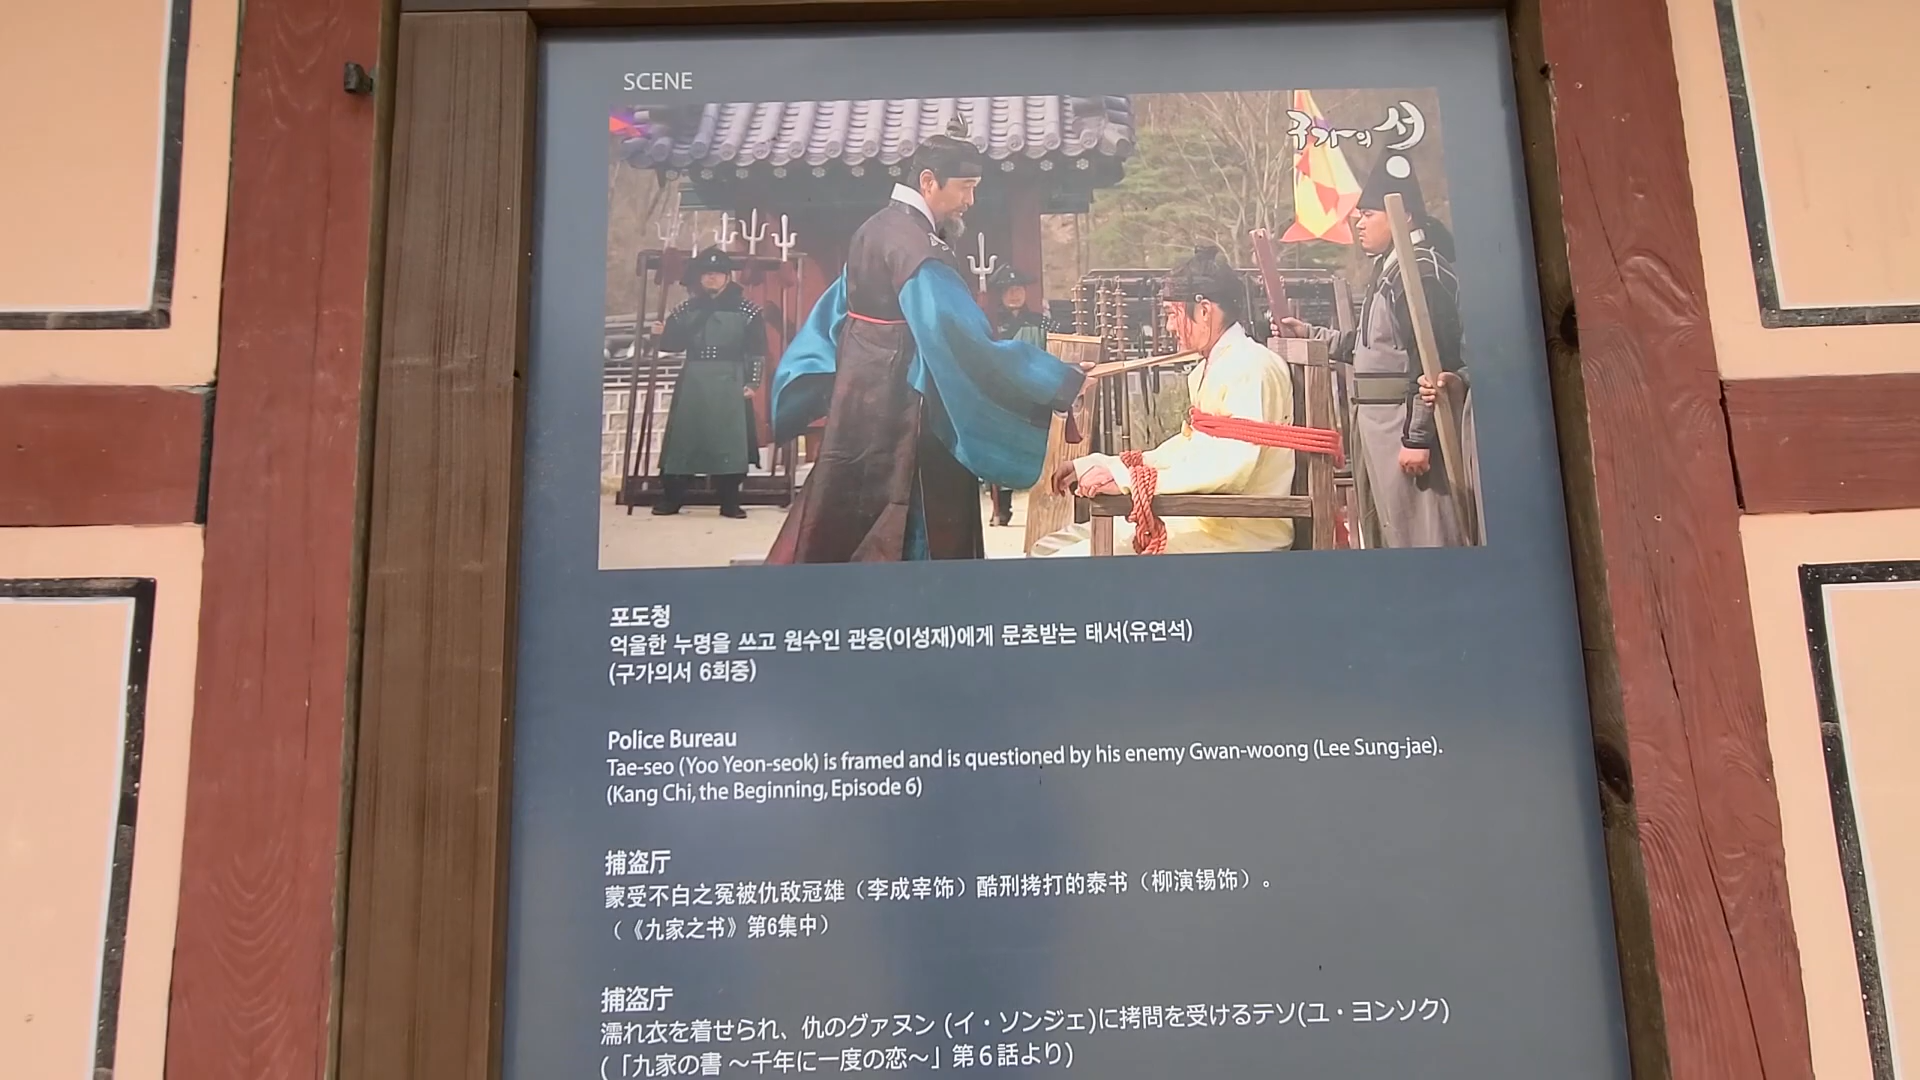 SCENE
구가의 서
포도청
억울한 누명을 쓰고 원수인 관웅(이성재)에게 문초받는 태서(유연석)
(구가의서 6회중)
Police Bureau
Tae-seo (Yoo Yeon-seok) is framed and is questioned by his enemy Gwan-woong (Lee Sung-jae).
(Kang Chi, the Beginning, Episode 6)
捕盗厅
蒙受不白之冤被仇敌冠雄（李成宰饰）酷刑拷打的泰书（柳演锡饰）。
（《九家之书》第6集中）
捕盗庁
濡れ衣を着せられ、仇のグァヌン (イ・ソンジェ)に拷問を受けるテソ(ユ・ヨンソク)
(「九家の書 ～千年に一度の恋～」第６話より)